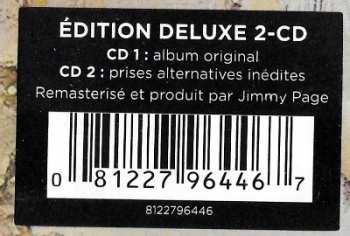 ÉDITION DELUXE 2-CD
CD 1 : album original
CD 2 : prises alternatives inédites
Remasterisé et produit par Jimmy Page
0 81227 96446 7
8122796446